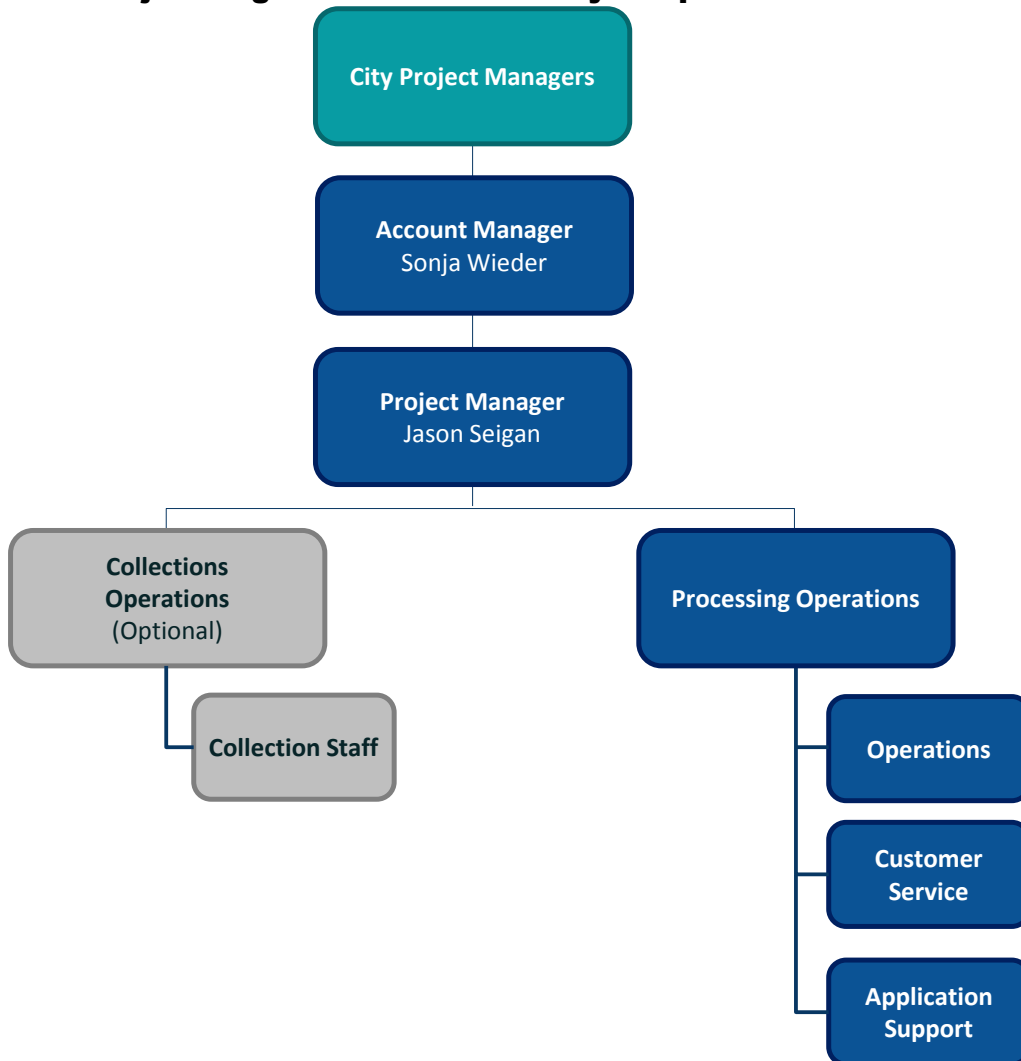 City Project Managers
Account Manager
Sonja Wieder
Project Manager
Jason Seigan
Collections
Operations
(Optional)
Processing Operations
Collection Staff
Operations
Customer
Service
Application
Support